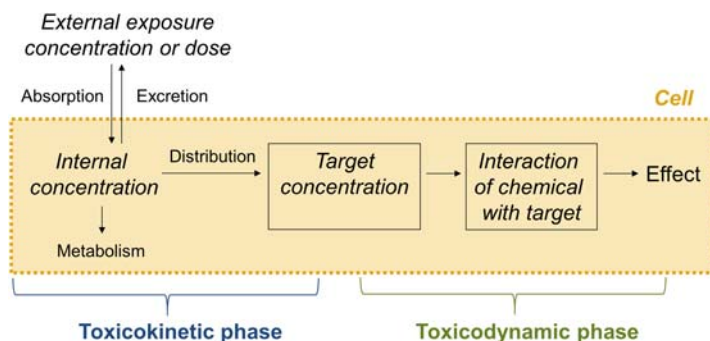 External exposure
concentration or dose
Absorption
Excretion
Cell
Internal
concentration
Distribution
Target
concentration
Interaction
of chemical
with target
Effect
Metabolism
Toxicokinetic phase
Toxicodynamic phase